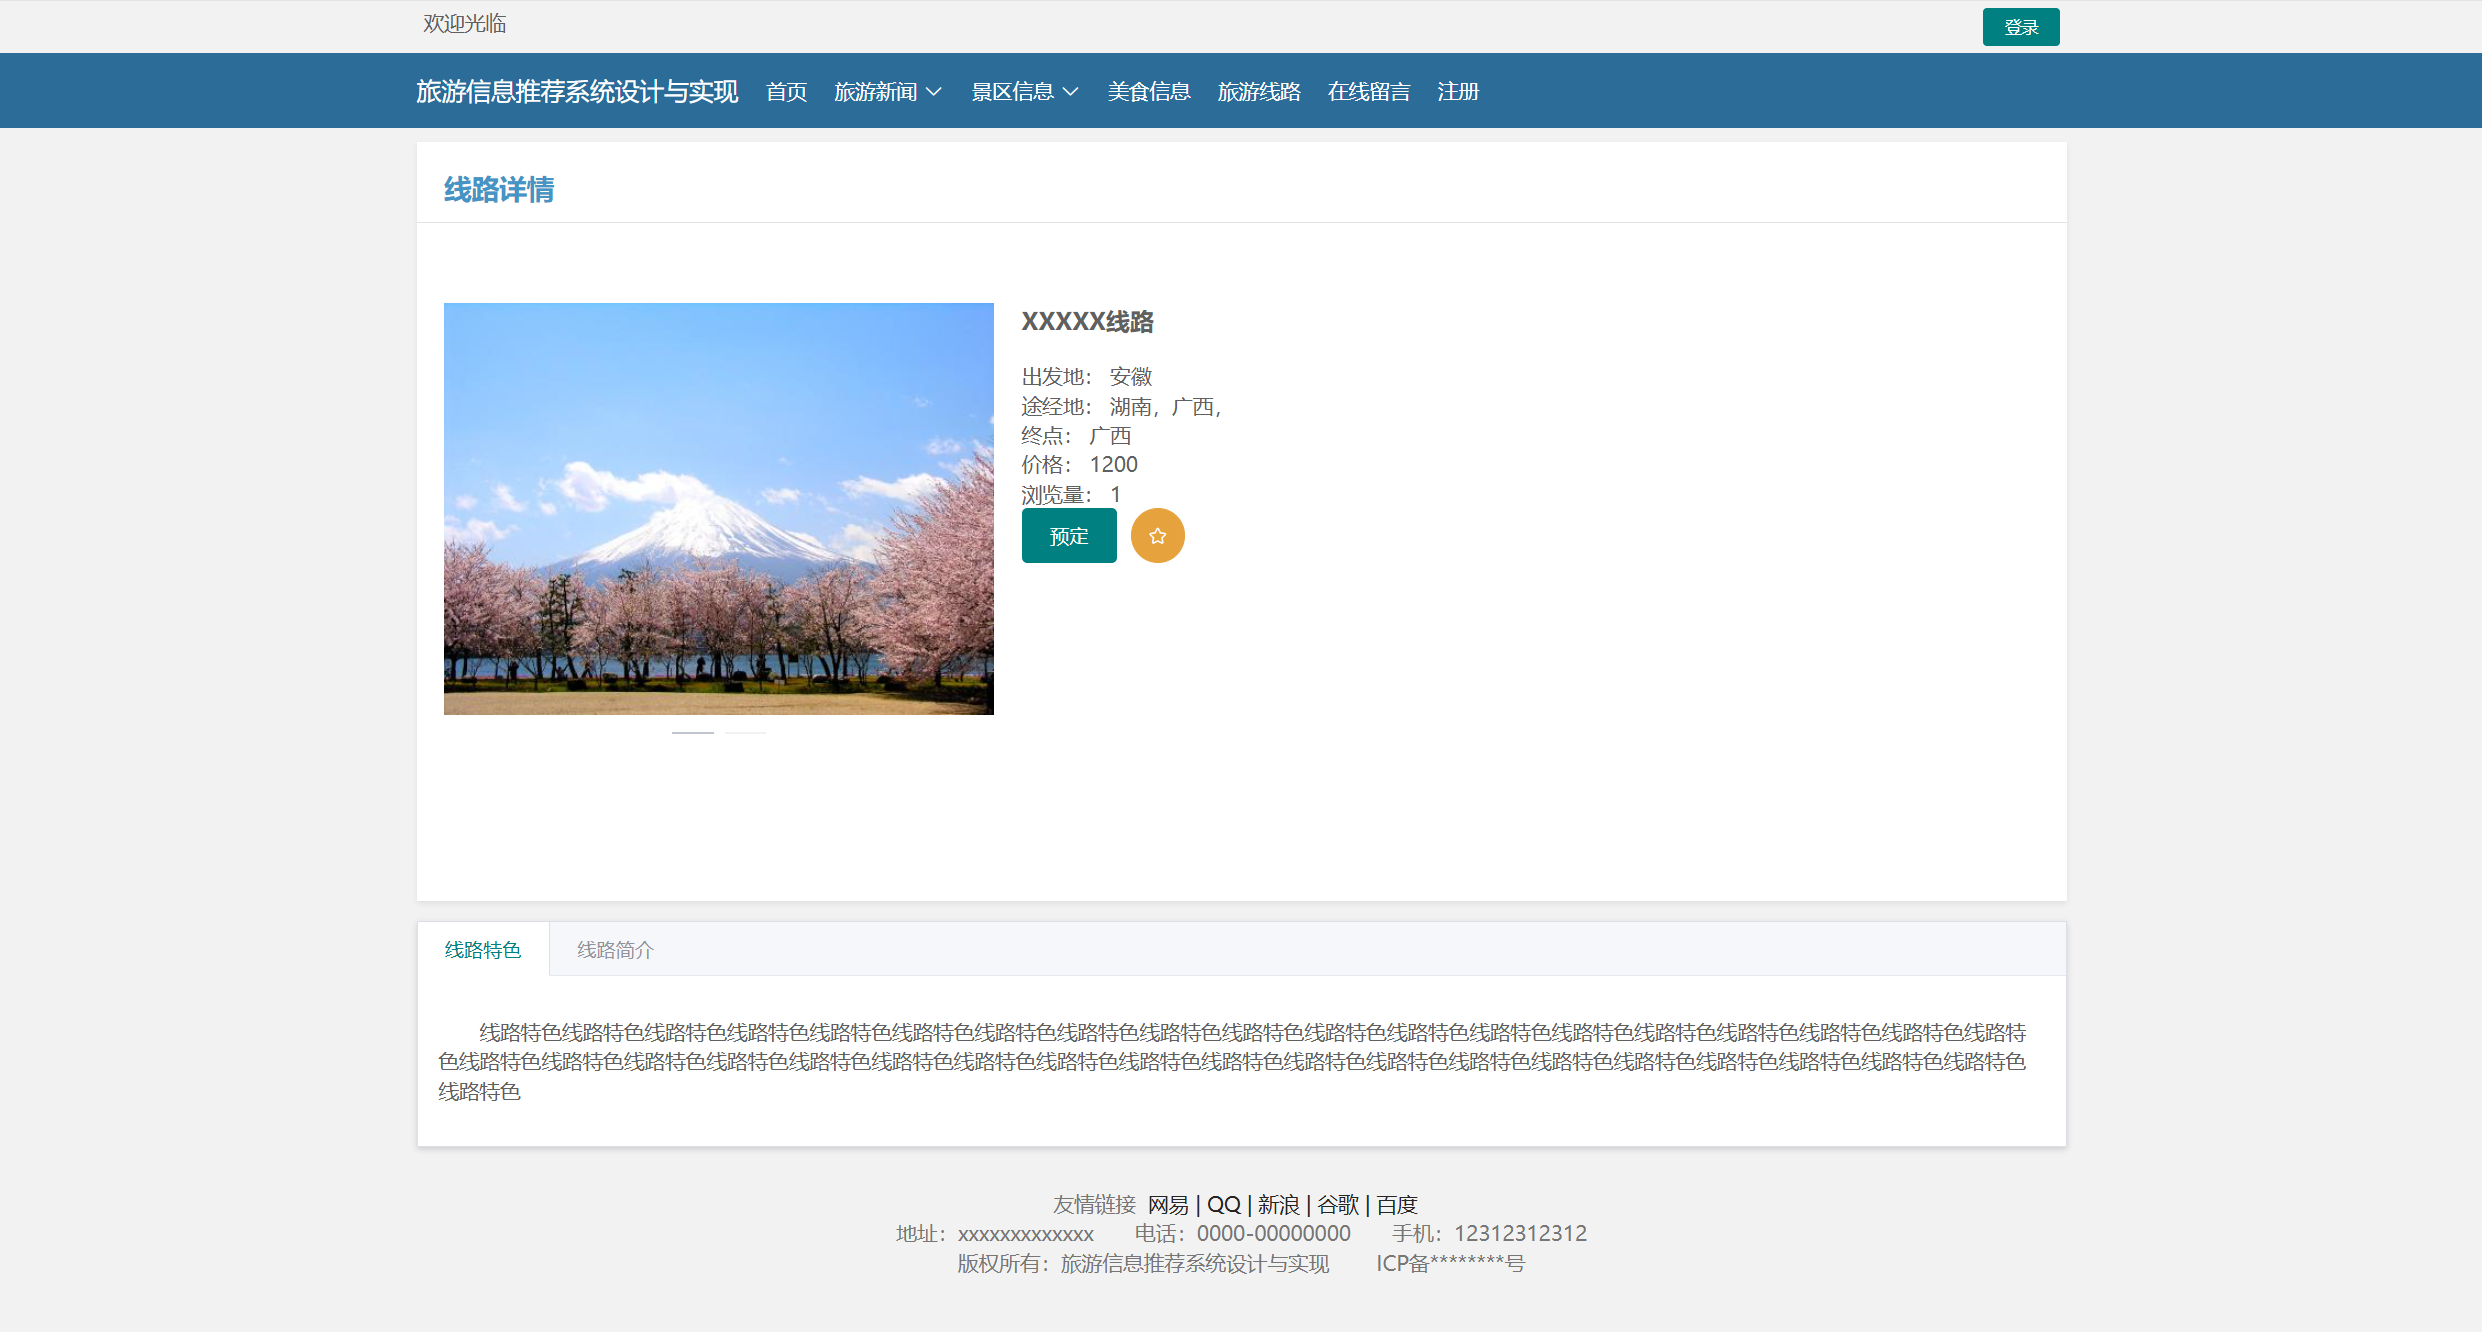 欢迎光临
登录
旅游信息推荐系统设计与实现 首页 旅游新闻 景区信息 美食信息 旅游线路 在线留言 注册
线路详情
XXXXX线路
出发地： 安徽
途经地： 湖南，广西，
终点： 广西
价格： 1200
浏览量： 1
预定
线路特色 线路简介
线路特色线路特色线路特色线路特色线路特色线路特色线路特色线路特色线路特色线路特色线路特色线路特色线路特色线路特色线路特色线路特色线路特色线路特色线路特
色线路特色线路特色线路特色线路特色线路特色线路特色线路特色线路特色线路特色线路特色线路特色线路特色线路特色线路特色线路特色线路特色线路特色线路特色线路特色
线路特色
友情链接 网易 | QQ | 新浪 | 谷歌 | 百度
地址：xxxxxxxxxxxxx 电话：0000-00000000 手机：12312312312
版权所有：旅游信息推荐系统设计与实现 ICP备********号